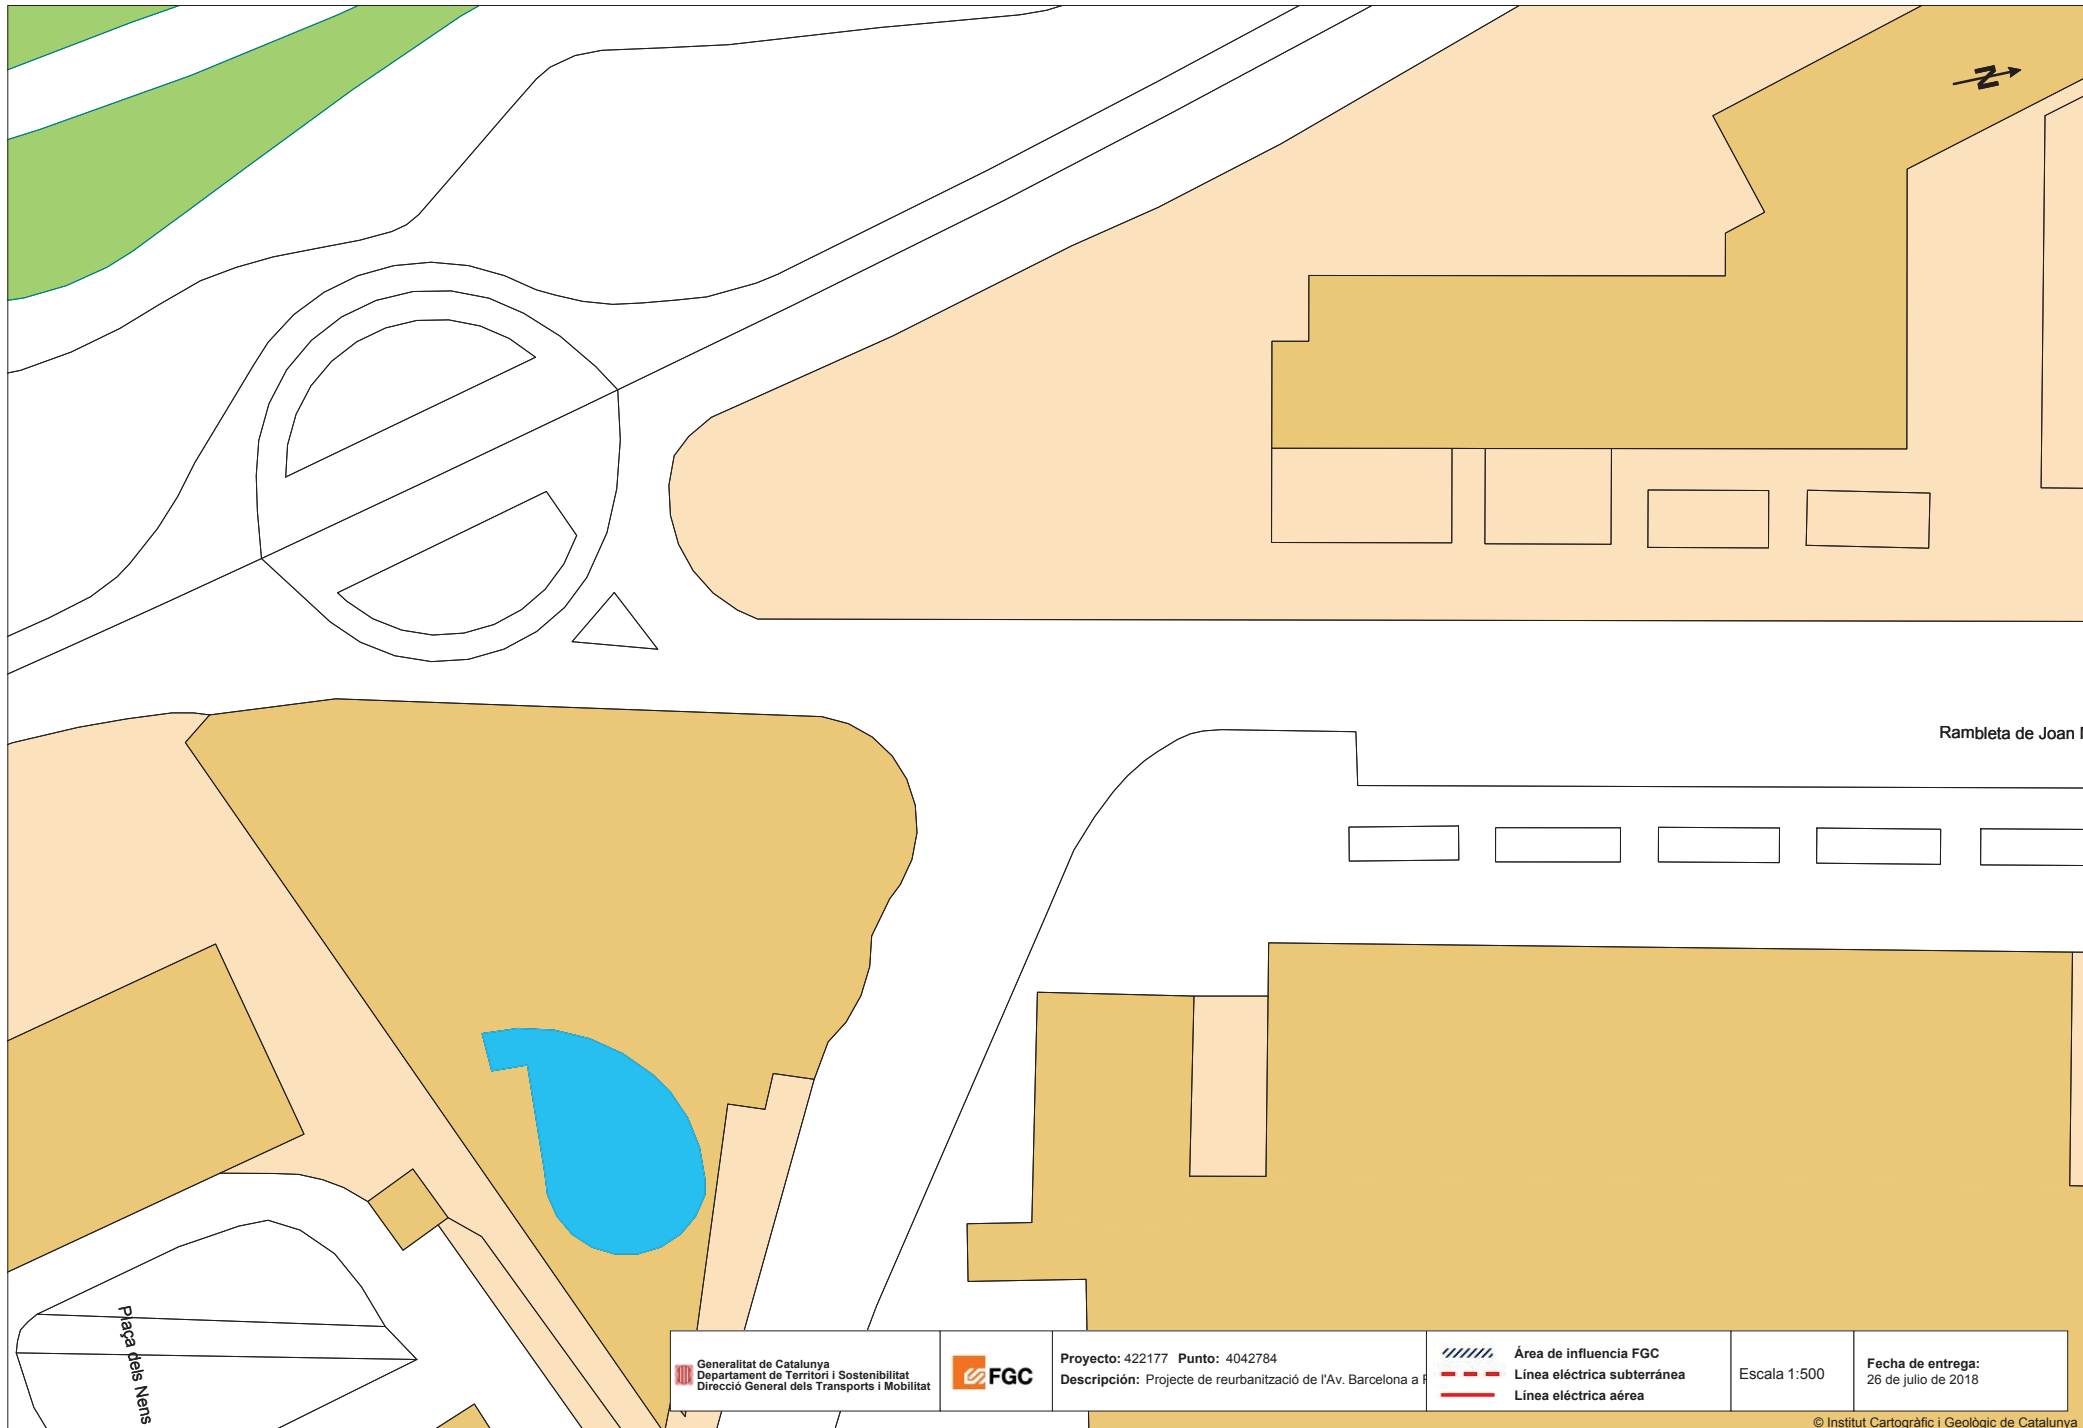 N
Rambleta de Joan
Plaça dels Nens
Generalitat de Catalunya
Departament de Territori i Sostenibilitat
Direcció General dels Transports i Mobilitat
FGC
Proyecto: 422177 Punto: 4042784
Descripción: Projecte de reurbanització de l'Av. Barcelona a
Área de influencia FGC
Línea eléctrica subterránea
Línea eléctrica aérea
Escala 1:500
Fecha de entrega:
26 de julio de 2018
© Institut Cartogràfic i Geològic de Catalunya